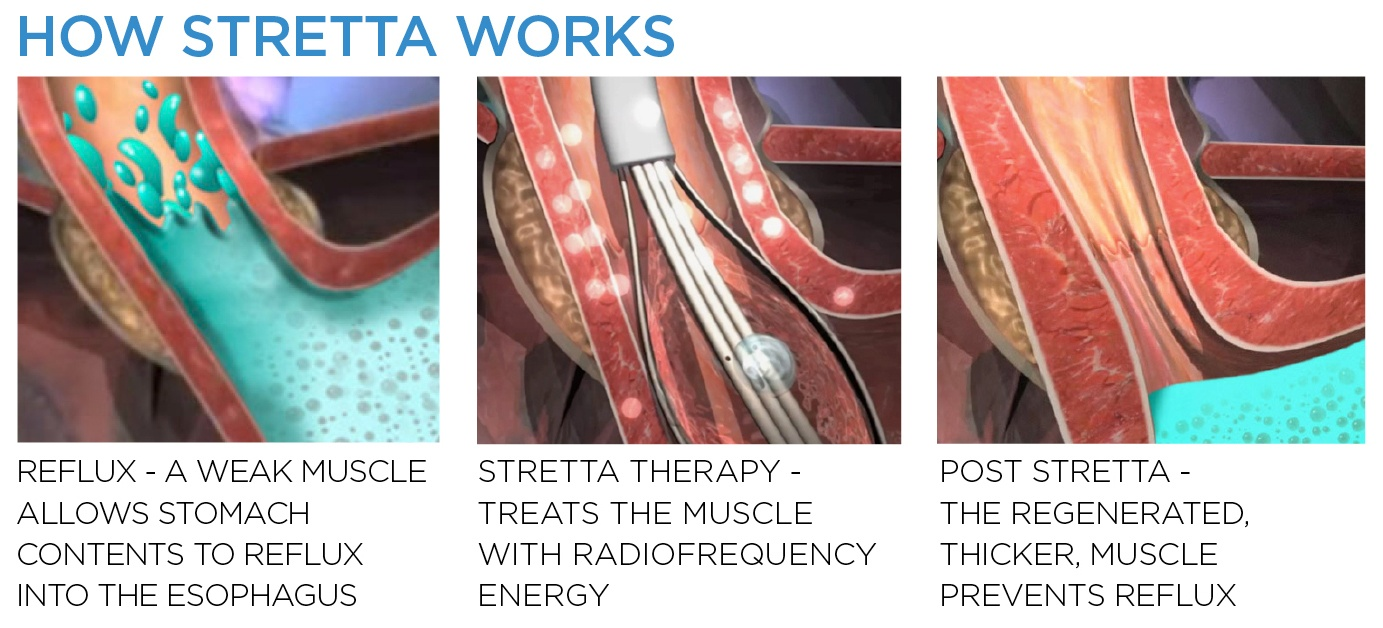 HOW STRETTA WORKS
REFLUX - A WEAK MUSCLE
ALLOWS STOMACH
CONTENTS TO REFLUX
INTO THE ESOPHAGUS
STRETTA THERAPY -
TREATS THE MUSCLE
WITH RADIOFREQUENCY
ENERGY
POST STRETTA -
THE REGENERATED,
THICKER, MUSCLE
PREVENTS REFLUX